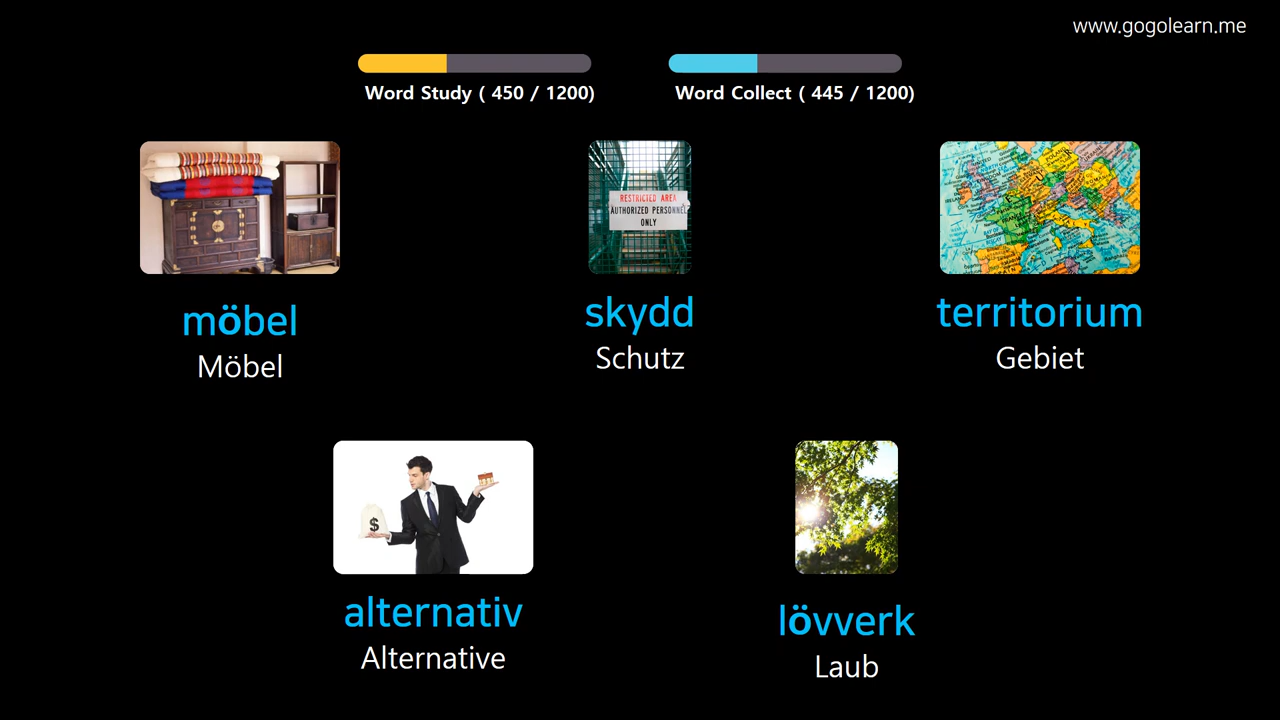 www.gogolearn.me
Word Study ( 450 / 1200)
Word Collect ( 445 / 1200)
RESTRICTED AREA
AUTHORIZED PERSONNEL
ONLY
möbel
Möbel
skydd
Schutz
territorium
Gebiet
$
alternativ
Alternative
lövverk
Laub